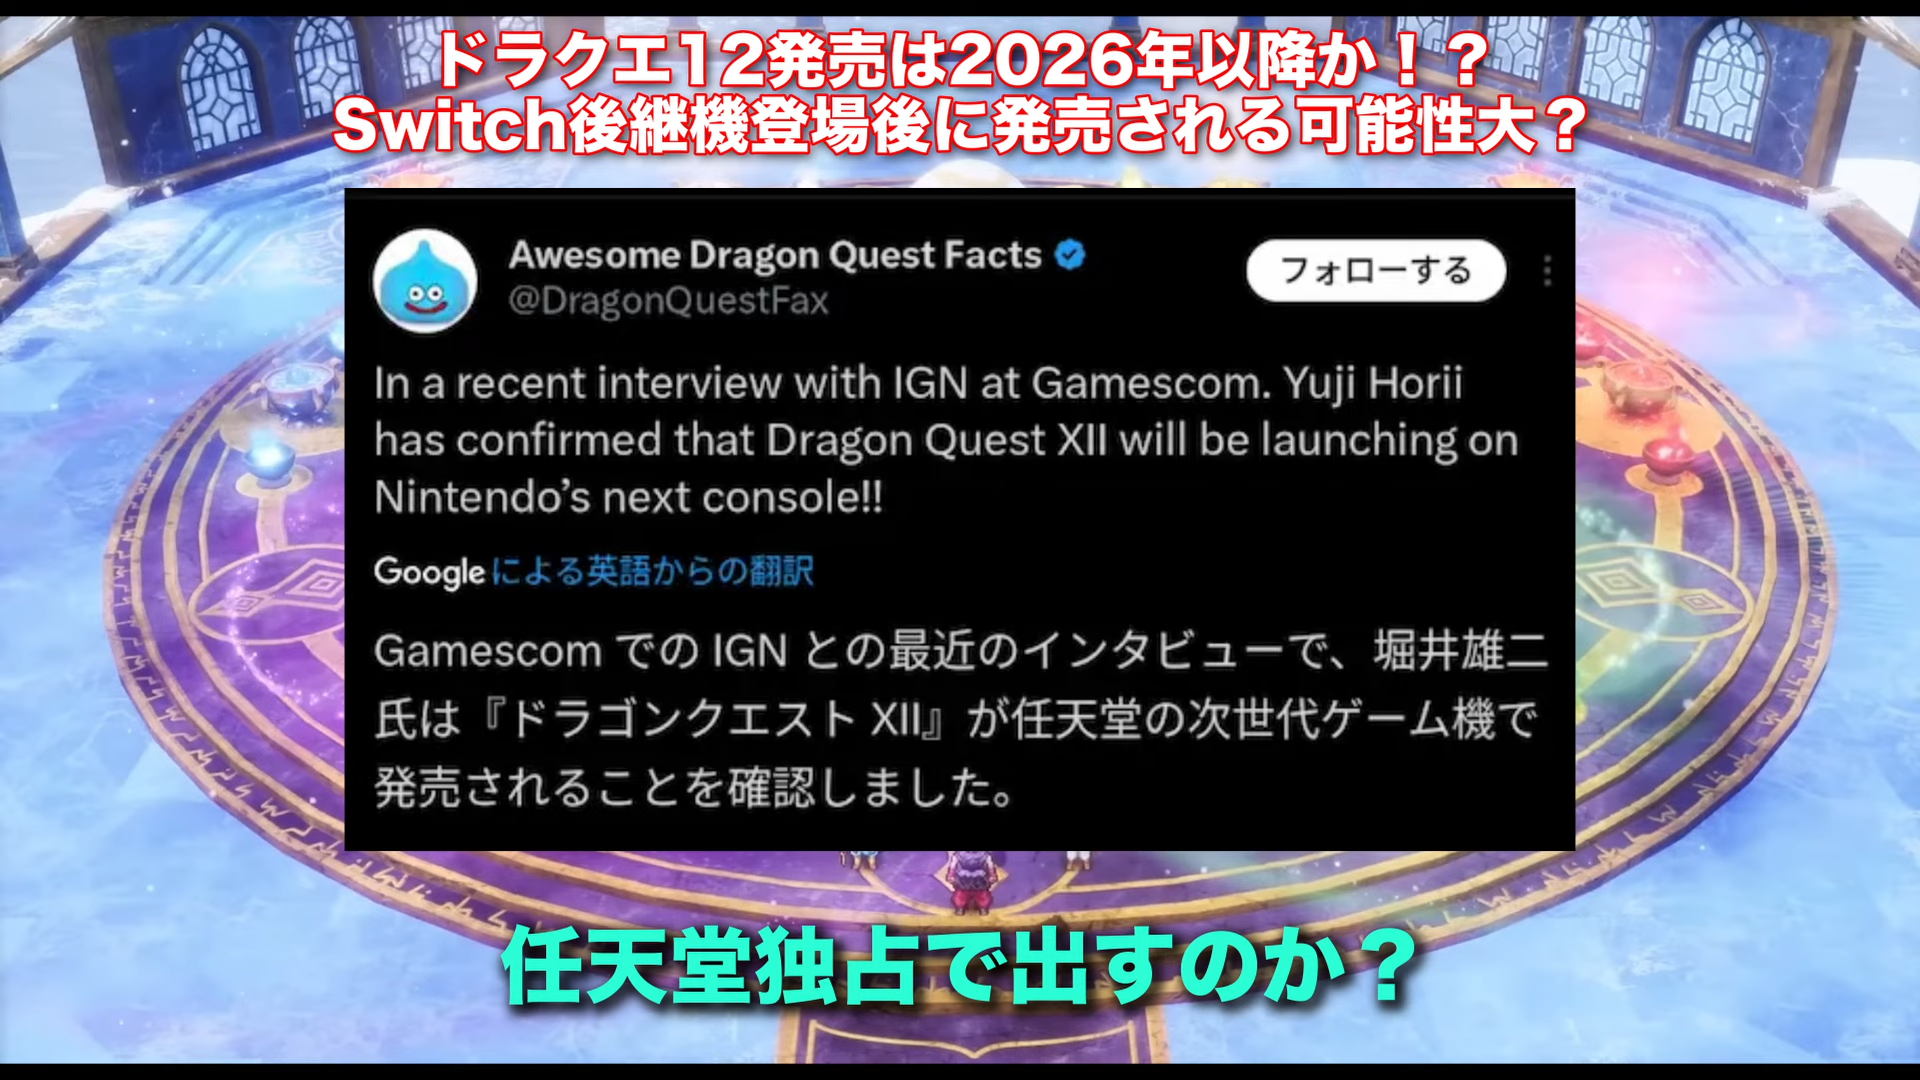 ドラクエ12発売は2026年以降か！？
Switch後継機登場後に発売される可能性大？
Awesome Dragon Quest Facts
@DragonQuestFax
フォローする
In a recent interview with IGN at Gamescom. Yuji Horii
has confirmed that Dragon Quest XII will be launching on
Nintendo’s next console!!
Googleによる英語からの翻訳
Gamescom での IGN との最近のインタビューで、堀井雄二
氏は『ドラゴンクエスト XII』が任天堂の次世代ゲーム機で
発売されることを確認しました。
任天堂独占で出すのか？